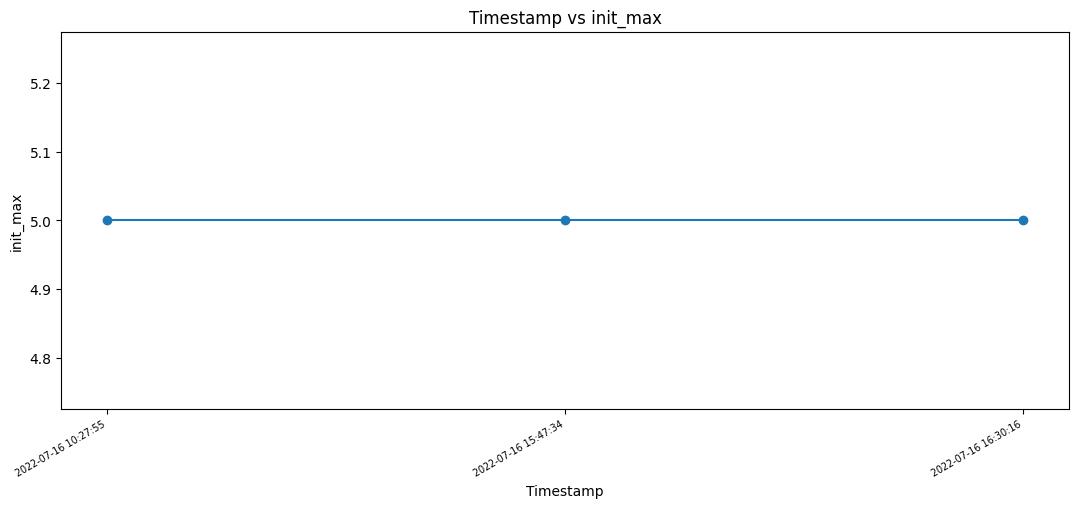 Timestamp vs init_max
5.2
5.1
5.0
4.9
4.8
init_max
2022-07-16 10:27:55
2022-07-16 15:47:34
2022-07-16 16:30:16
Timestamp